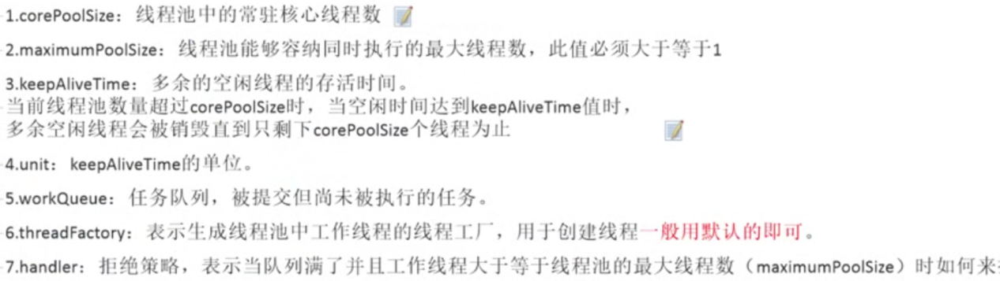 1.corePoolSize：线程池中的常驻核心线程数
2.maximumPoolSize：线程池能够容纳同时执行的最大线程数，此值必须大于等于1
3.keepAliveTime：多余的空闲线程的存活时间。
当前线程池数量超过corePoolSize时，当空闲时间达到keepAliveTime值时，
多余空闲线程会被销毁直到只剩下corePoolSize个线程为止
4.unit：keepAliveTime的单位。
5.workQueue：任务队列，被提交但尚未被执行的任务。
6.threadFactory：表示生成线程池中工作线程的线程工厂，用于创建线程一般用默认的即可。
7.handler：拒绝策略，表示当队列满了并且工作线程大于等于线程池的最大线程数（maximumPoolSize）时如何来